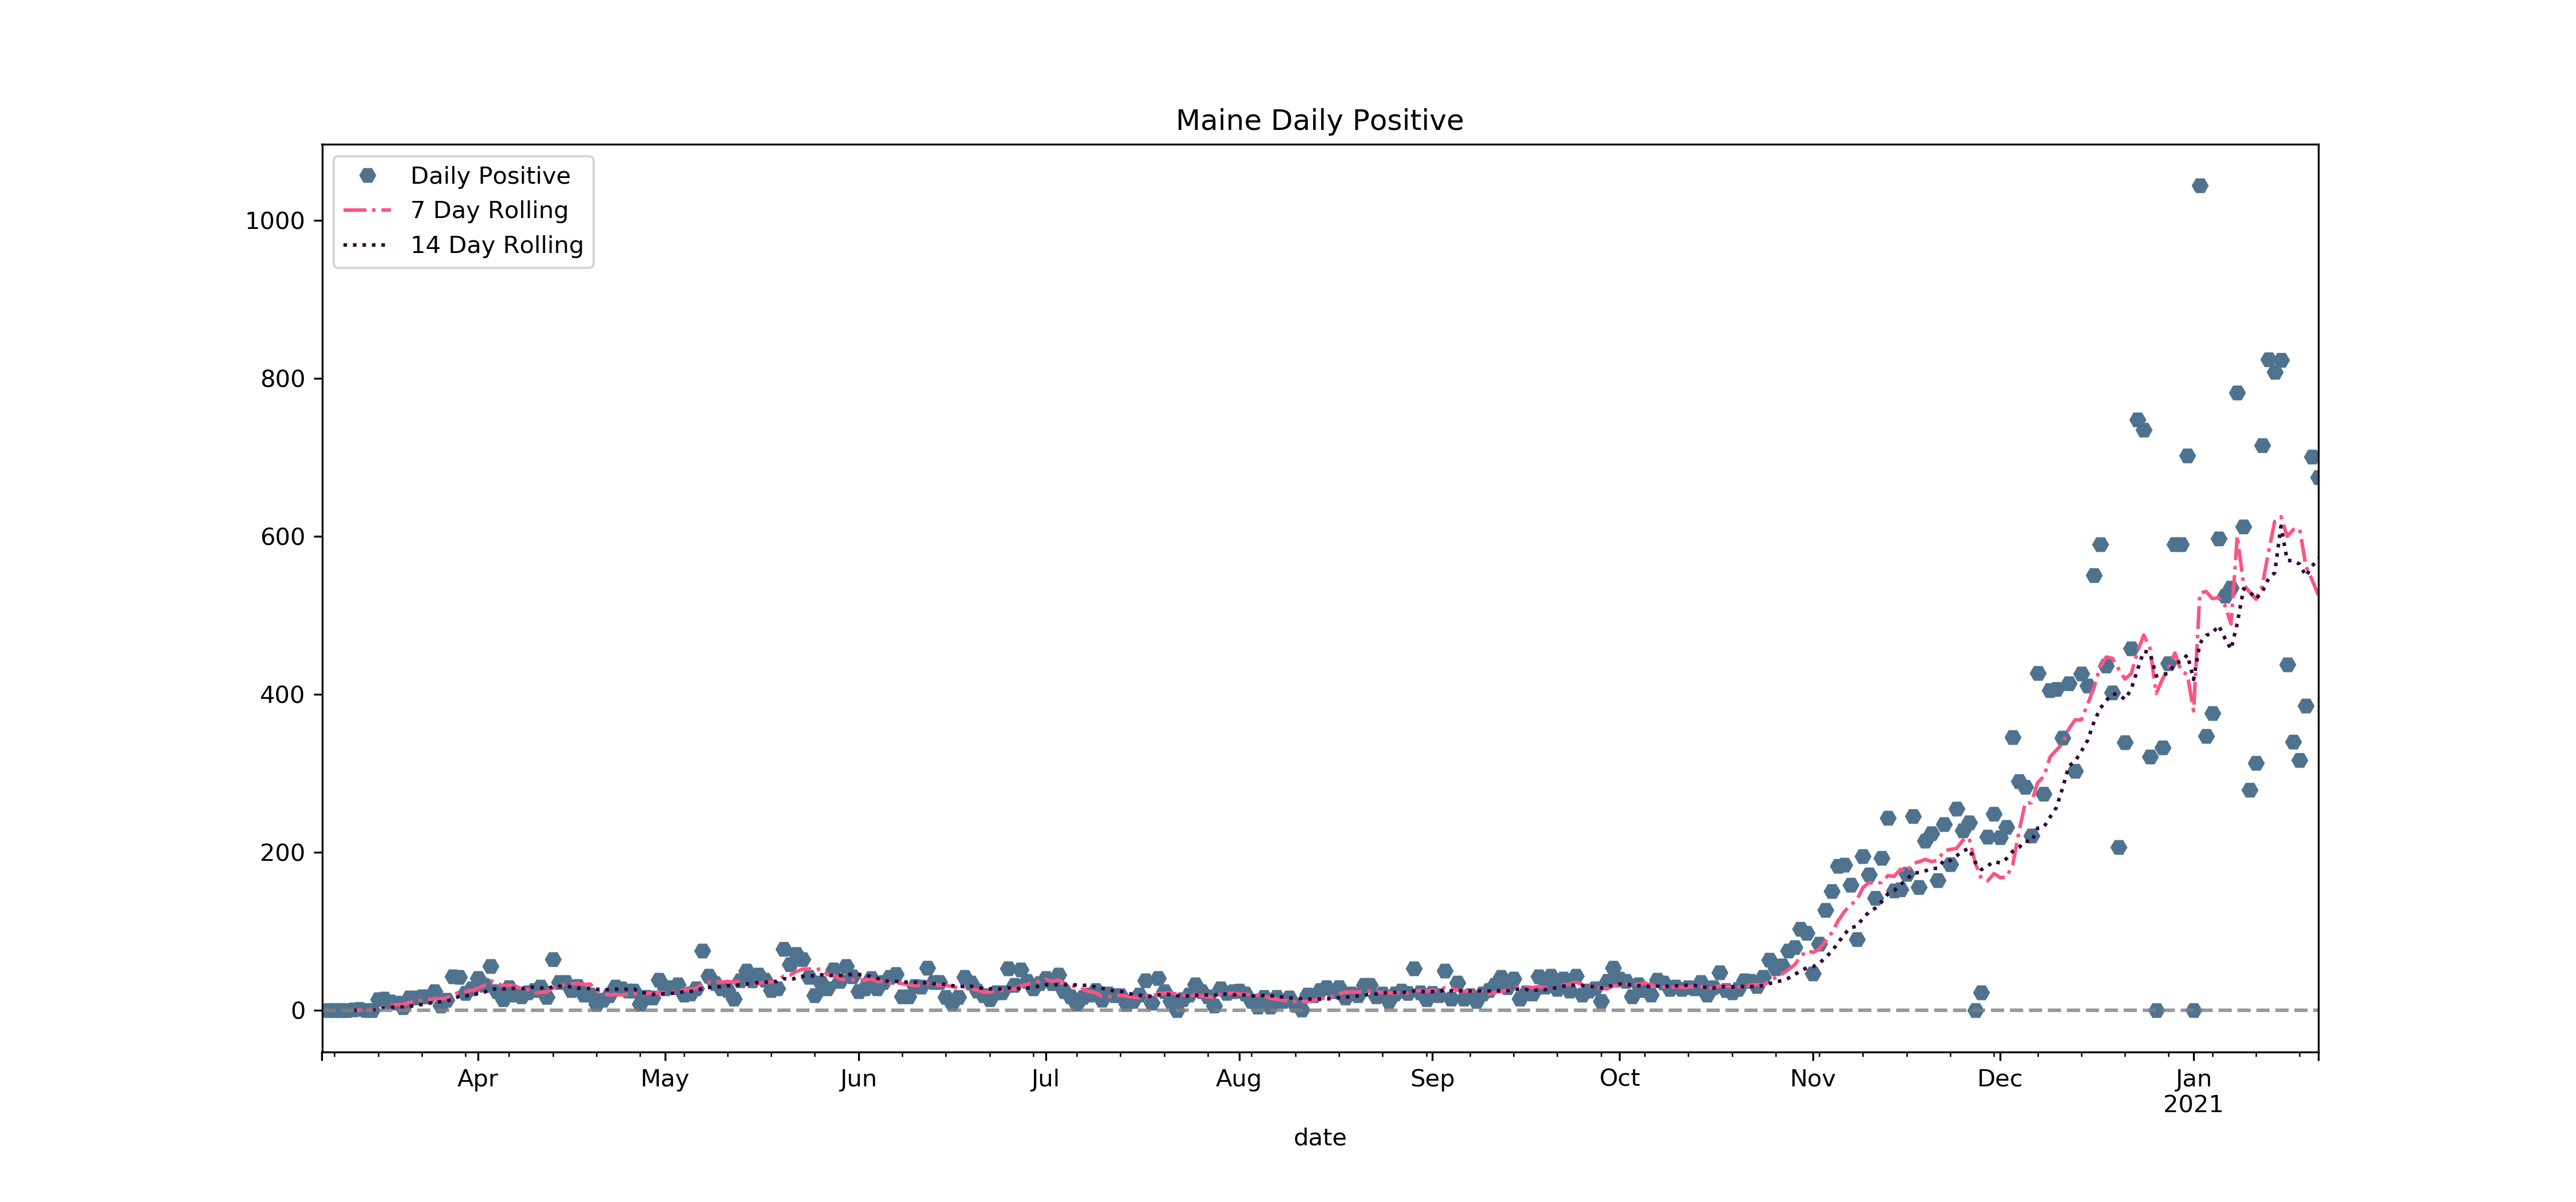 Maine Daily Positive
Daily Positive
7 Day Rolling
14 Day Rolling
1000
800
600
400
200
0
Apr May Jun Jul Aug Sep Oct Nov Dec Jan
2021
date